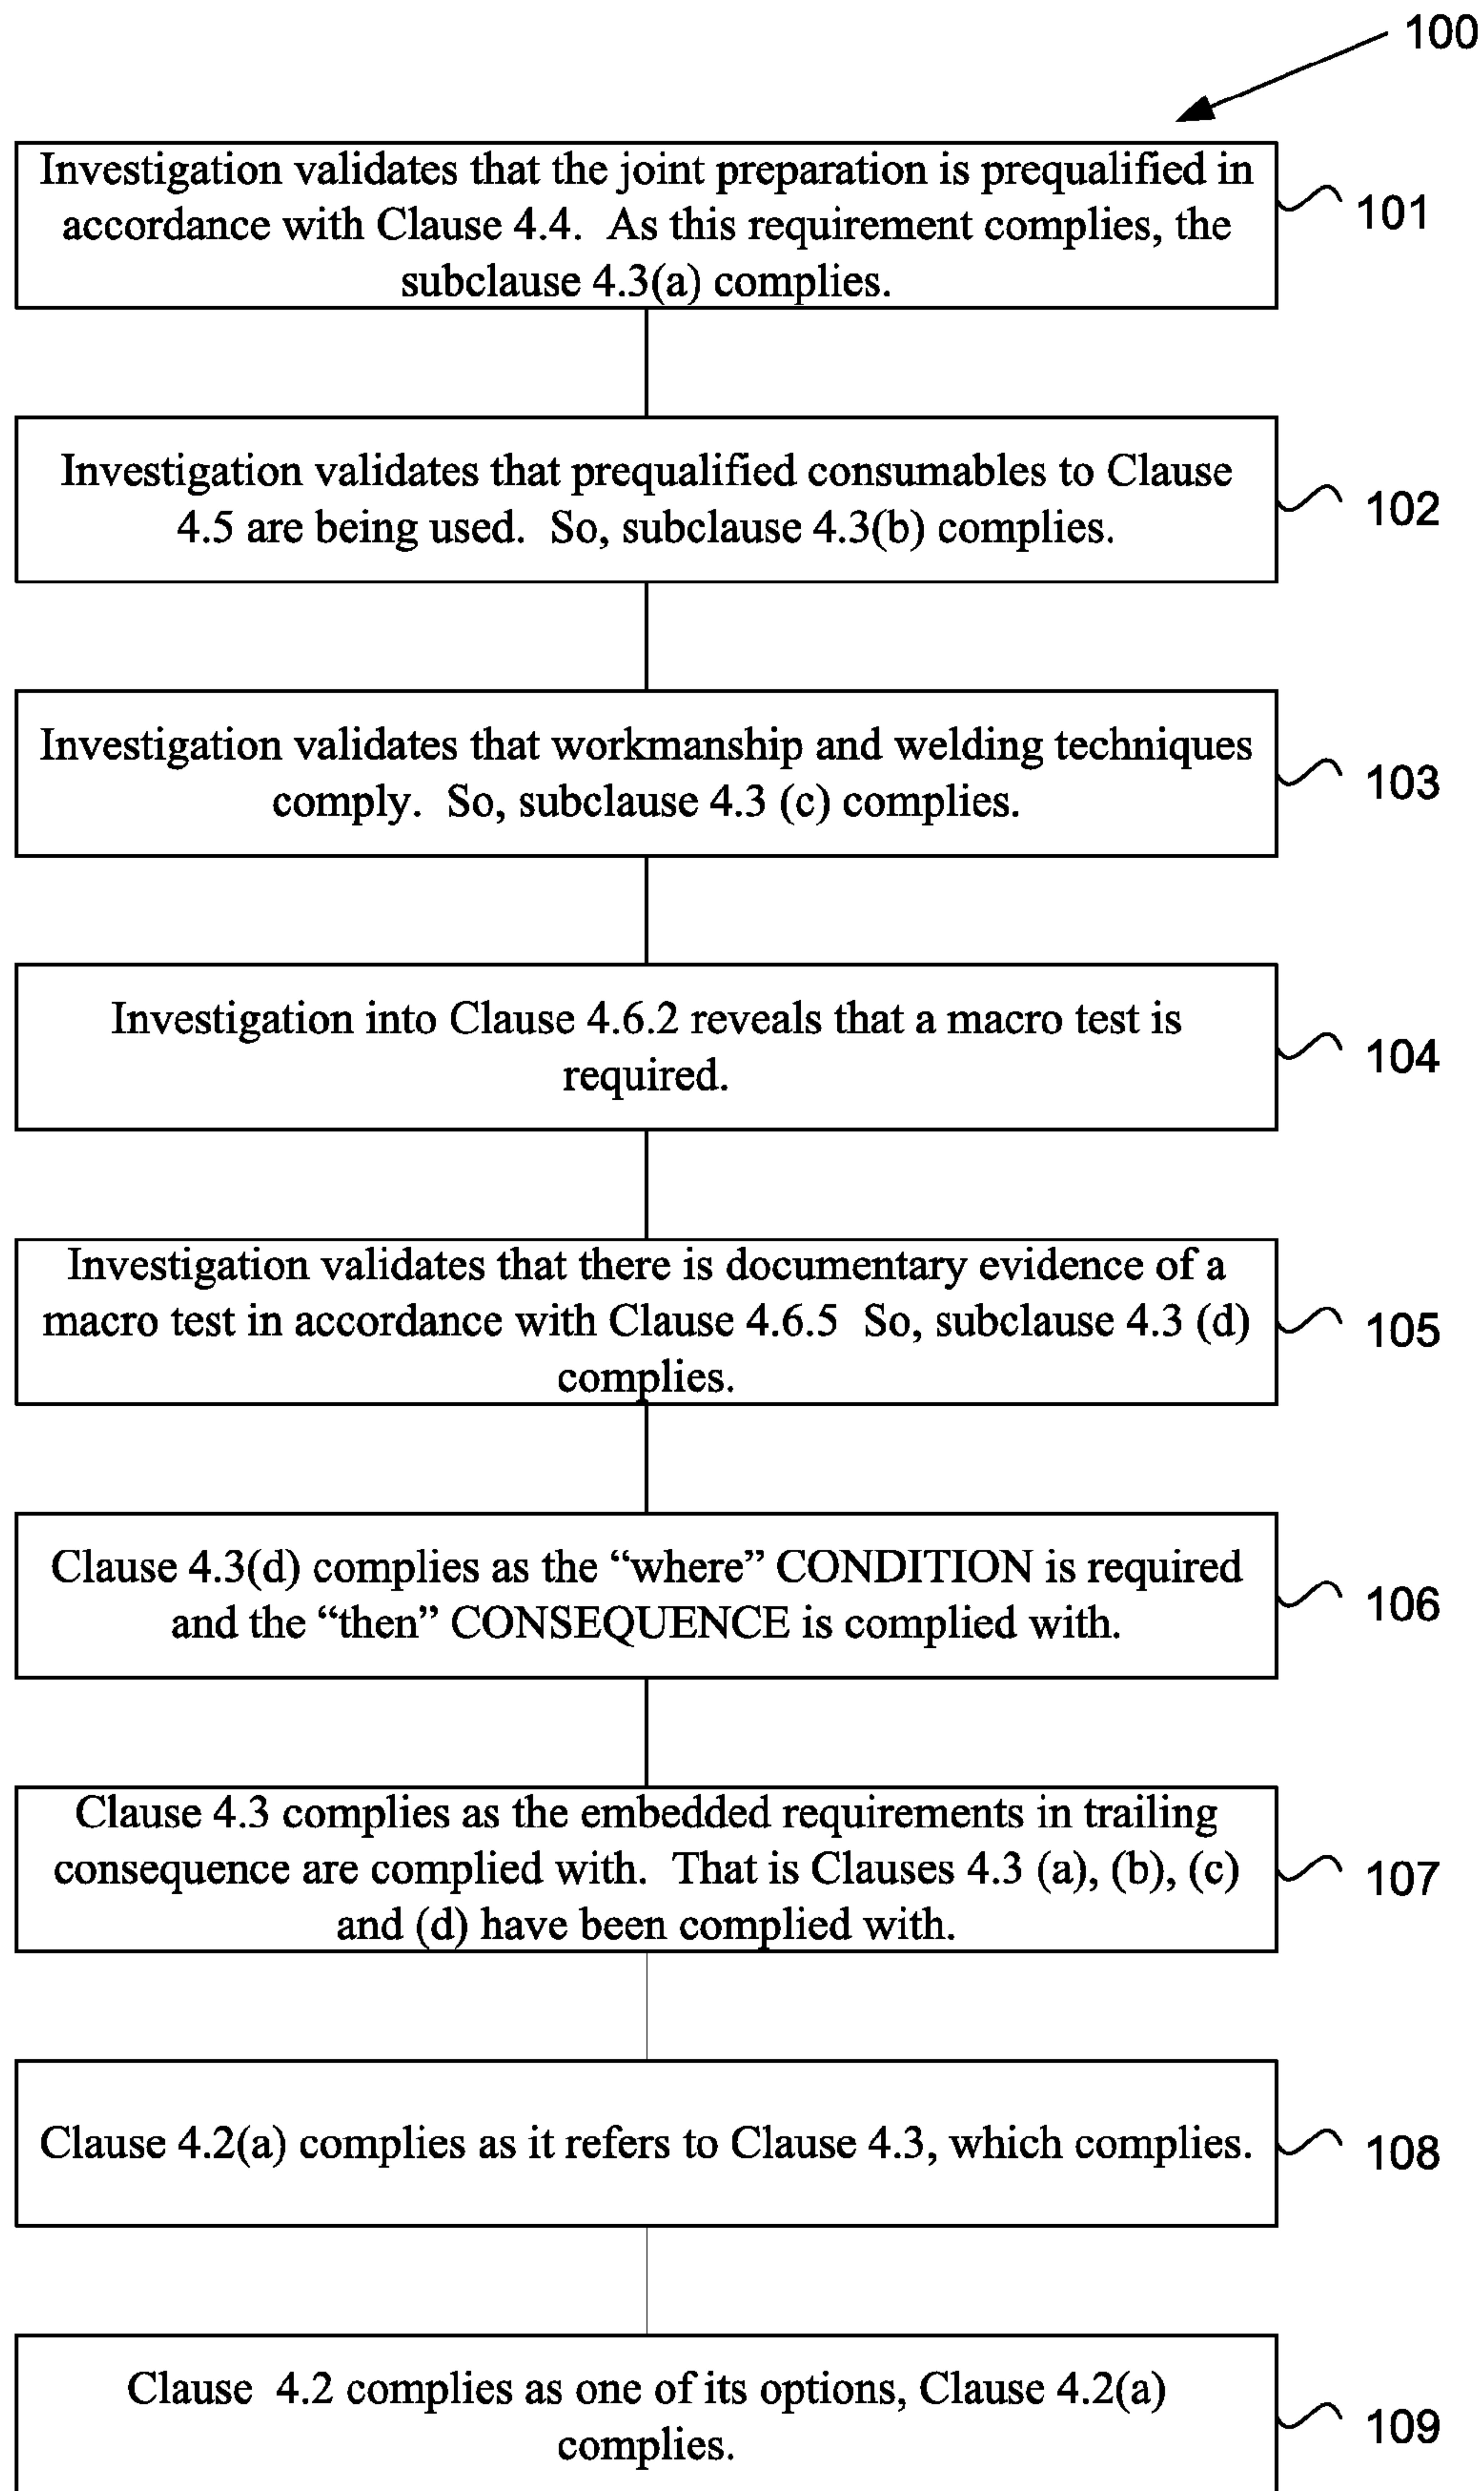 100
Investigation validates that the joint preparation is prequalified in
accordance with Clause 4.4.  As this requirement complies, the
subclause 4.3(a) complies.
101
Investigation validates that prequalified consumables to Clause
4.5 are being used.  So, subclause 4.3(b) complies.
102
Investigation validates that workmanship and welding techniques
comply.  So, subclause 4.3 (c) complies.
103
Investigation into Clause 4.6.2 reveals that a macro test is
required.
104
Investigation validates that there is documentary evidence of a
macro test in accordance with Clause 4.6.5  So, subclause 4.3 (d)
complies.
105
Clause 4.3(d) complies as the “where” CONDITION is required
and the “then” CONSEQUENCE is complied with.
106
Clause 4.3 complies as the embedded requirements in trailing
consequence are complied with.  That is Clauses 4.3 (a), (b), (c)
and (d) have been complied with.
107
Clause 4.2(a) complies as it refers to Clause 4.3, which complies.
108
Clause  4.2 complies as one of its options, Clause 4.2(a)
complies.
109